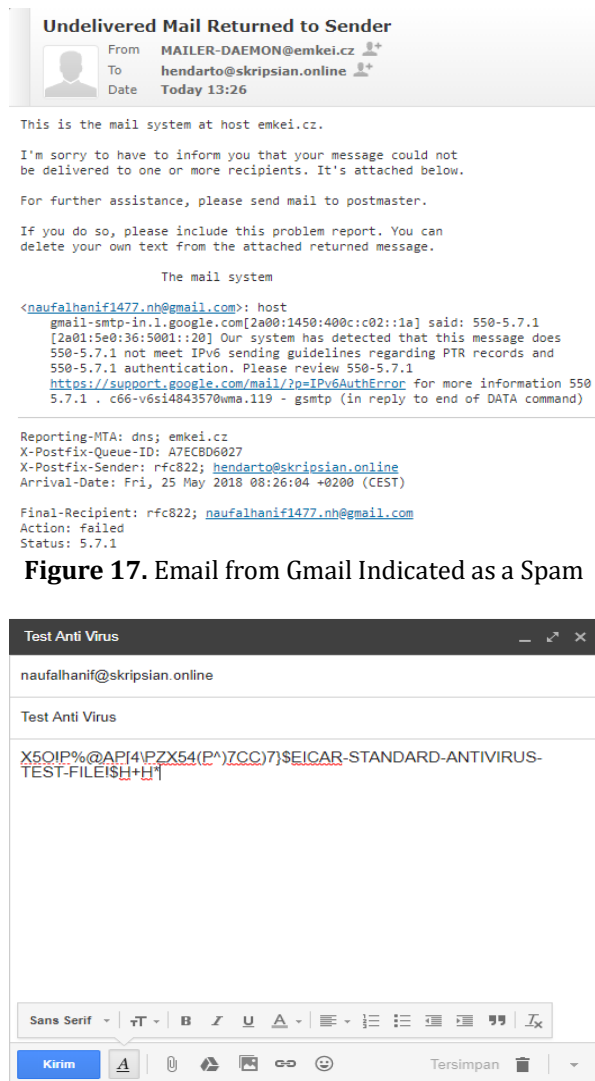 Undelivered Mail Returned to Sender
From MAILER-DAEMON@emkei.cz
To hendarto@skripsian.online
Date Today 13:26
This is the mail system at host emkei.cz.
I'm sorry to have to inform you that your message could not
be delivered to one or more recipients. It's attached below.
For further assistance, please send mail to postmaster.
If you do so, please include this problem report. You can
delete your own text from the attached returned message.
The mail system
<naufalhanif1477.nh@gmail.com>: host
gmail-smtp-in.l.google.com[2a00:1450:400c:c02::1a] said: 550-5.7.1
[2a01:5e0:36:5001::20] Our system has detected that this message does
550-5.7.1 not meet IPv6 sending guidelines regarding PTR records and
550-5.7.1 authentication. Please review 550-5.7.1
https://support.google.com/mail/?p=IPv6AuthError for more information 550
5.7.1 . c66-v6si4843570wma.119 - gsmtp (in reply to end of DATA command)
Reporting-MTA: dns; emkei.cz
X-Postfix-Queue-ID: A7ECBD6027
X-Postfix-Sender: rfc822; hendarto@skripsian.online
Arrival-Date: Fri, 25 May 2018 08:26:04 +0200 (CEST)
Final-Recipient: rfc822; naufalhanif1477.nh@gmail.com
Action: failed
Status: 5.7.1
Figure 17. Email from Gmail Indicated as a Spam
Test Anti Virus
naufalhanif@skripsian.online
Test Anti Virus
X5O!P%@AP[4\PZX54(P^)7CC)7}$EICAR-STANDARD-ANTIVIRUS-
TEST-FILE!$H+H*
Sans Serif
Kirim Tersimpan